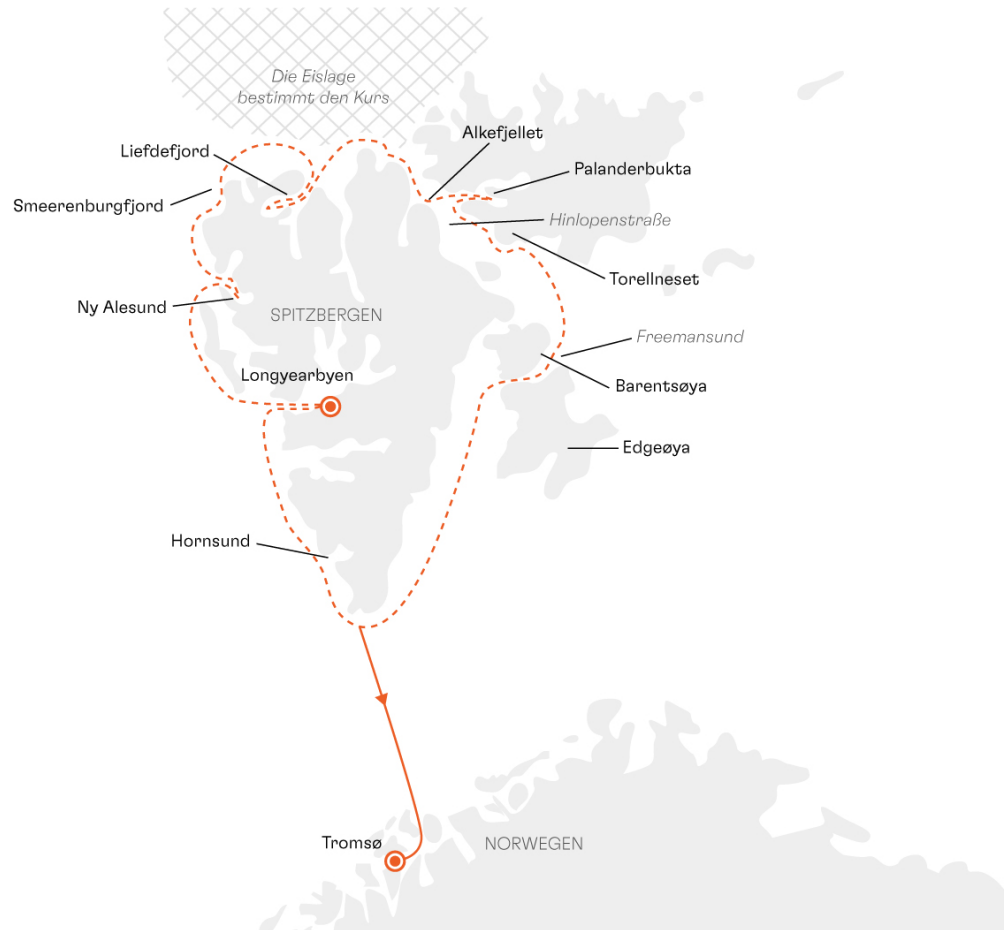 Die Eislage
bestimmt den Kurs
Alkefjellet
Liefdefjord
Palanderbukta
Smeerenburgfjord
Hinlopenstraße
Torellneset
Ny Alesund
SPITZBERGEN
Freemansund
Longyearbyen
Barentsøya
Edgeøya
Hornsund
Tromsø
NORWEGEN